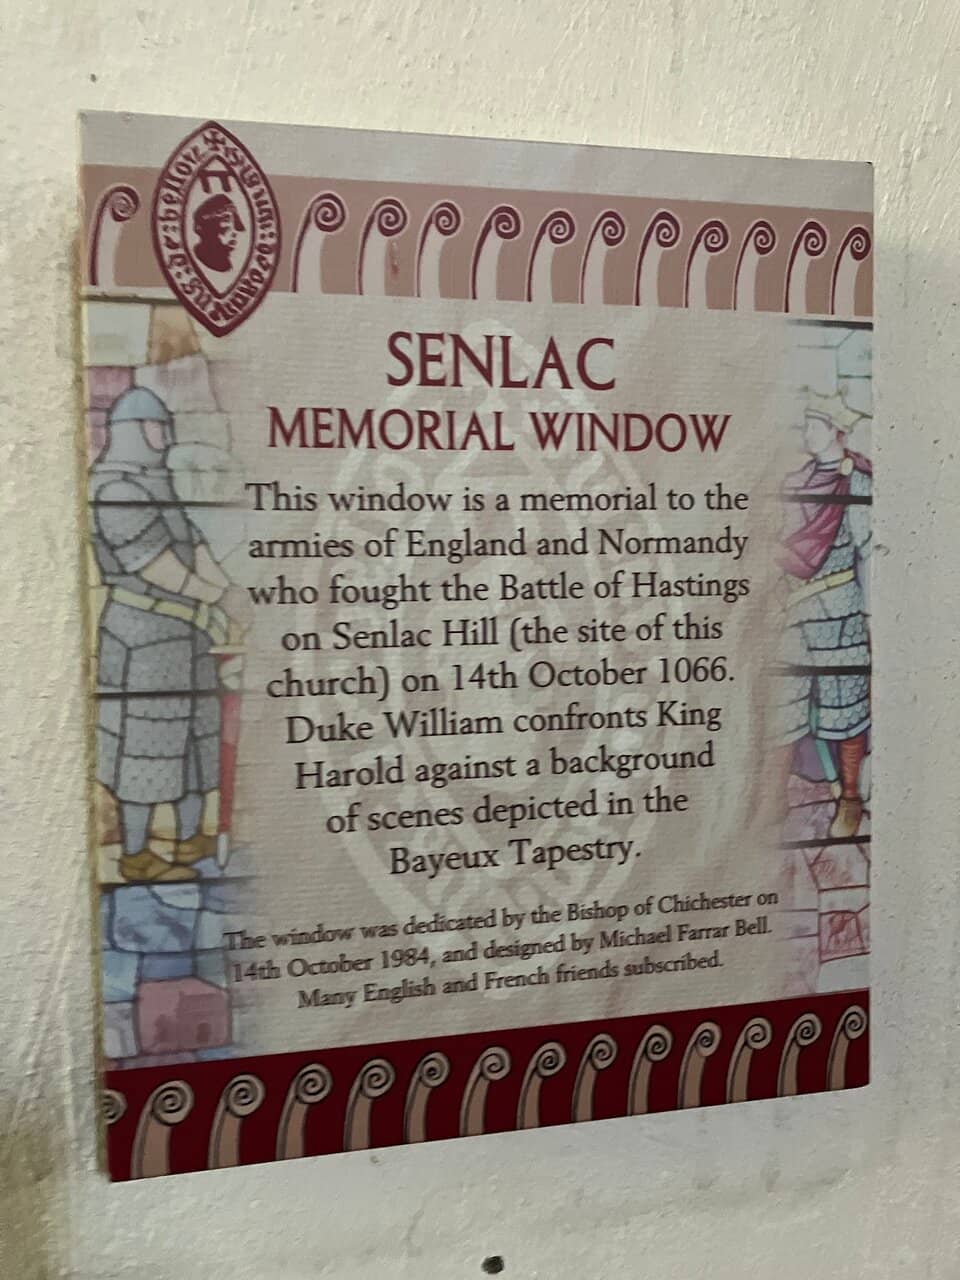 SENLAC
MEMORIAL WINDOW
This window is a memorial to the
armies of England and Normandy
who fought the Battle of Hastings
on Senlac Hill (the site of this
church) on 14th October 1066.
Duke William confronts King
Harold against a background
of scenes depicted in the
Bayeux Tapestry.
The window was dedicated by the Bishop of Chichester on
14th October 1984, and designed by Michael Farrar Bell.
Many English and French friends subscribed.